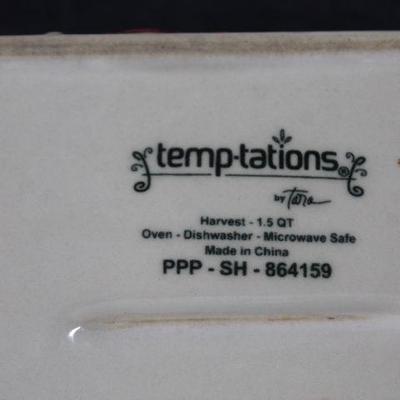 temp-tations®
BY Tara
Harvest - 1.5 QT
Oven - Dishwasher - Microwave Safe
Made in China
PPP - SH - 864159